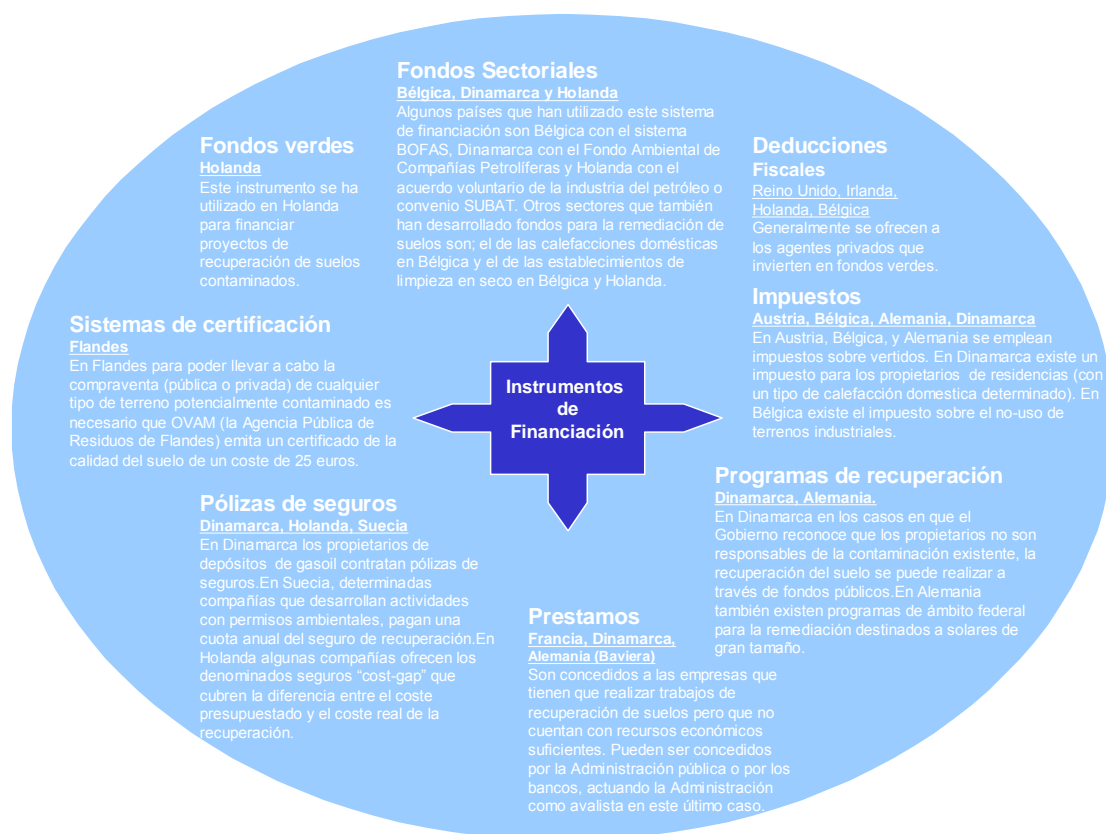 Fondos Sectoriales
Bélgica, Dinamarca y Holanda
Algunos países que han utilizado este sistema
de financiación son Bélgica con el sistema
BOFAS, Dinamarca con el Fondo Ambiental de
Compañías Petrolíferas y Holanda con el
acuerdo voluntario de la industria del petróleo o
convenio SUBAT. Otros sectores que también
han desarrollado fondos para la remediación de
suelos son; el de las calefacciones domésticas
en Bélgica y el de las establecimientos de
limpieza en seco en Bélgica y Holanda.
Fondos verdes
Holanda
Este instrumento se ha
utilizado en Holanda
para financiar
proyectos de
recuperación de suelos
contaminados.
Deducciones
Fiscales
Reino Unido, Irlanda,
Holanda, Bélgica
Generalmente se ofrecen a
los agentes privados que
invierten en fondos verdes.
Sistemas de certificación
Flandes
En Flandes para poder llevar a cabo la
compraventa (pública o privada) de cualquier
tipo de terreno potencialmente contaminado es
necesario que OVAM (la Agencia Pública de
Residuos de Flandes) emita un certificado de la
calidad del suelo de un coste de 25 euros.
Instrumentos
de
Financiación
Impuestos
Austria, Bélgica, Alemania, Dinamarca
En Austria, Bélgica, y Alemania se emplean
impuestos sobre vertidos. En Dinamarca existe un
impuesto para los propietarios de residencias (con
un tipo de calefacción domestica determinado). En
Bélgica existe el impuesto sobre el no-uso de
terrenos industriales.
Pólizas de seguros
Dinamarca, Holanda, Suecia
En Dinamarca los propietarios de
depósitos de gasoil contratan pólizas de
seguros.En Suecia, determinadas
compañías que desarrollan actividades
con permisos ambientales, pagan una
cuota anual del seguro de recuperación.En
Holanda algunas compañías ofrecen los
denominados seguros “cost-gap” que
cubren la diferencia entre el coste
presupuestado y el coste real de la
recuperación.
Programas de recuperación
Dinamarca, Alemania.
En Dinamarca en los casos en que el
Gobierno reconoce que los propietarios no son
responsables de la contaminación existente, la
recuperación del suelo se puede realizar a
través de fondos públicos.En Alemania
también existen programas de ámbito federal
para la remediación destinados a solares de
gran tamaño.
Prestamos
Francia, Dinamarca,
Alemania (Baviera)
Son concedidos a las empresas que
tienen que realizar trabajos de
recuperación de suelos pero que no
cuentan con recursos económicos
suficientes. Pueden ser concedidos
por la Administración pública o por los
bancos, actuando la Administración
como avalista en este último caso.